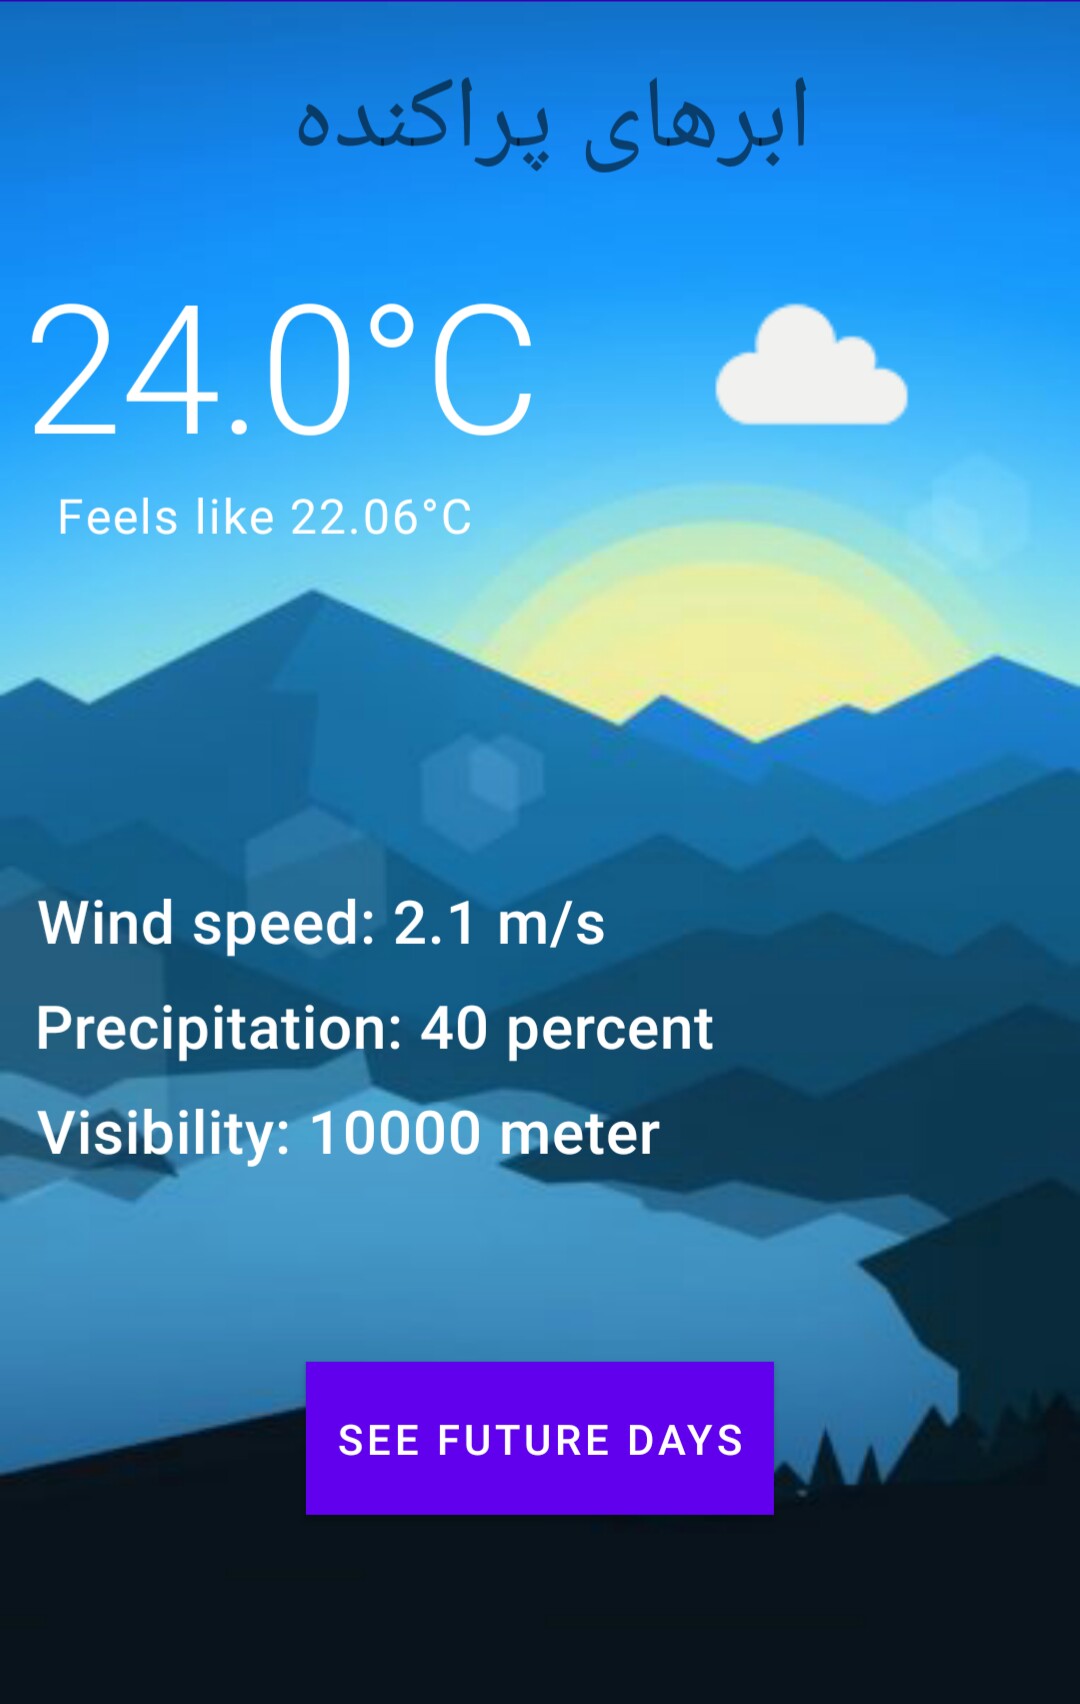 ابرهای پراکنده
24.0°C
Feels like 22.06°C
Wind speed: 2.1 m/s
Precipitation: 40 percent
Visibility: 10000 meter
SEE FUTURE DAYS